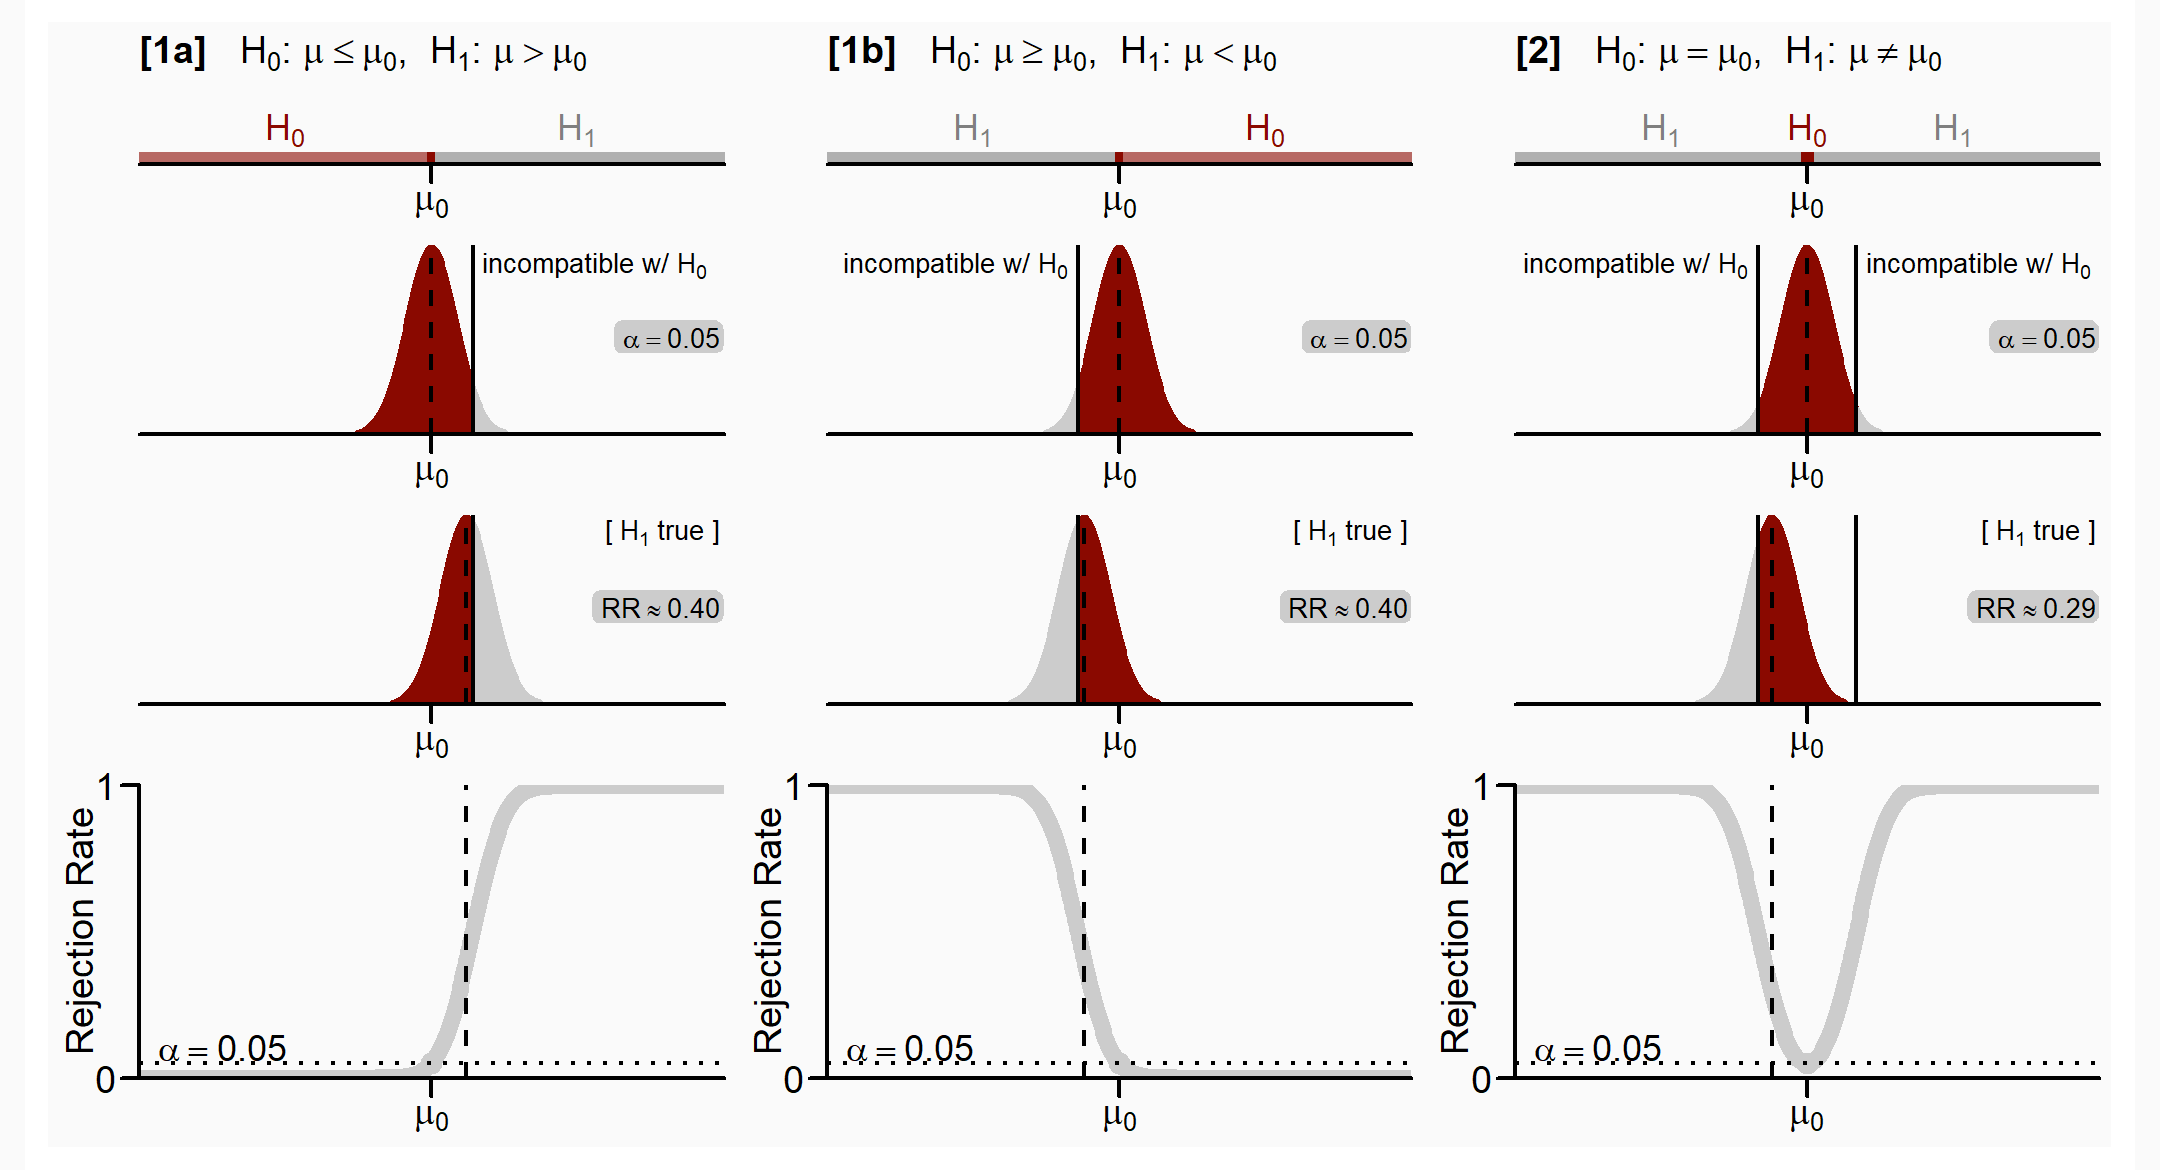 [1a] H₀: μ ≤ μ₀, H₁: μ > μ₀
H₀ H₁
μ₀
incompatible w/ H₀
α = 0.05
μ₀
[ H₁ true ]
RR ≈ 0.40
μ₀
1
Rejection Rate
α = 0.05
0
μ₀
[1b] H₀: μ ≥ μ₀, H₁: μ < μ₀
H₁ H₀
μ₀
incompatible w/ H₀
α = 0.05
μ₀
[ H₁ true ]
RR ≈ 0.40
μ₀
1
Rejection Rate
α = 0.05
0
μ₀
[2] H₀: μ = μ₀, H₁: μ ≠ μ₀
H₁ H₀ H₁
μ₀
incompatible w/ H₀ incompatible w/ H₀
α = 0.05
μ₀
[ H₁ true ]
RR ≈ 0.29
μ₀
1
Rejection Rate
α = 0.05
0
μ₀